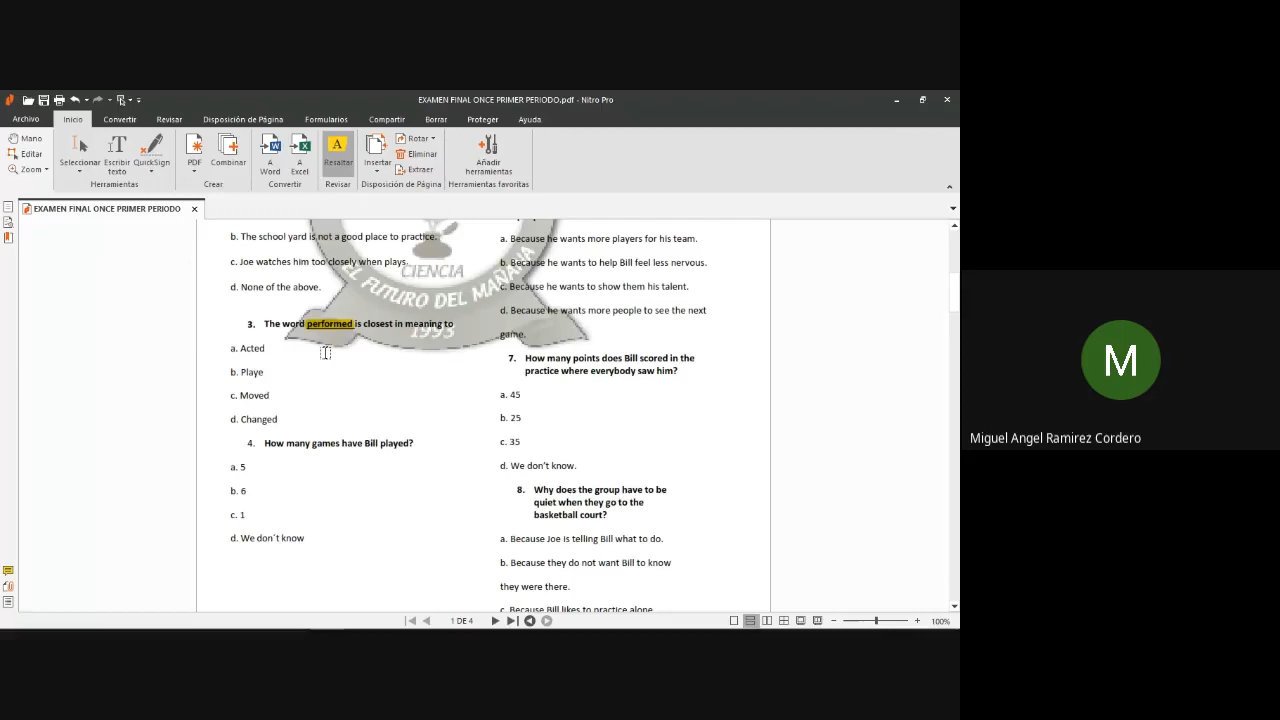 EXAMEN FINAL ONCE PRIMER PERIODO.pdf - Nitro Pro
Archivo Inicio Convertir Revisar Disposición de Página Formularios Compartir Borrar Proteger Ayuda
Mano
Editar
Zoom
Seleccionar
Escribir texto
QuickSign
Herramientas
PDF
Combinar
Crear
A Word
A Excel
Convertir
Resaltar
Revisar
Insertar
Rotar
Eliminar
Extraer
Disposición de Página
Añadir herramientas
Herramientas favoritas
EXAMEN FINAL ONCE PRIMER PERIODO
b. The school yard is not a good place to practice.
c. Joe watches him too closely when plays.
d. None of the above.
3. The word performed is closest in meaning to
a. Acted
b. Playe
c. Moved
d. Changed
4. How many games have Bill played?
a. 5
b. 6
c. 1
d. We don´t know
CIENCIA
EL FUTURO DEL MAÑANA
1995
a. Because he wants more players for his team.
b. Because he wants to help Bill feel less nervous.
c. Because he wants to show them his talent.
d. Because he wants more people to see the next
game.
7. How many points does Bill scored in the
practice where everybody saw him?
a. 45
b. 25
c. 35
d. We don't know.
8. Why does the group have to be
quiet when they go to the
basketball court?
a. Because Joe is telling Bill what to do.
b. Because they do not want Bill to know
they were there.
c. Because Bill likes to practice alone
1 DE 4
100%
M
Miguel Angel Ramirez Cordero